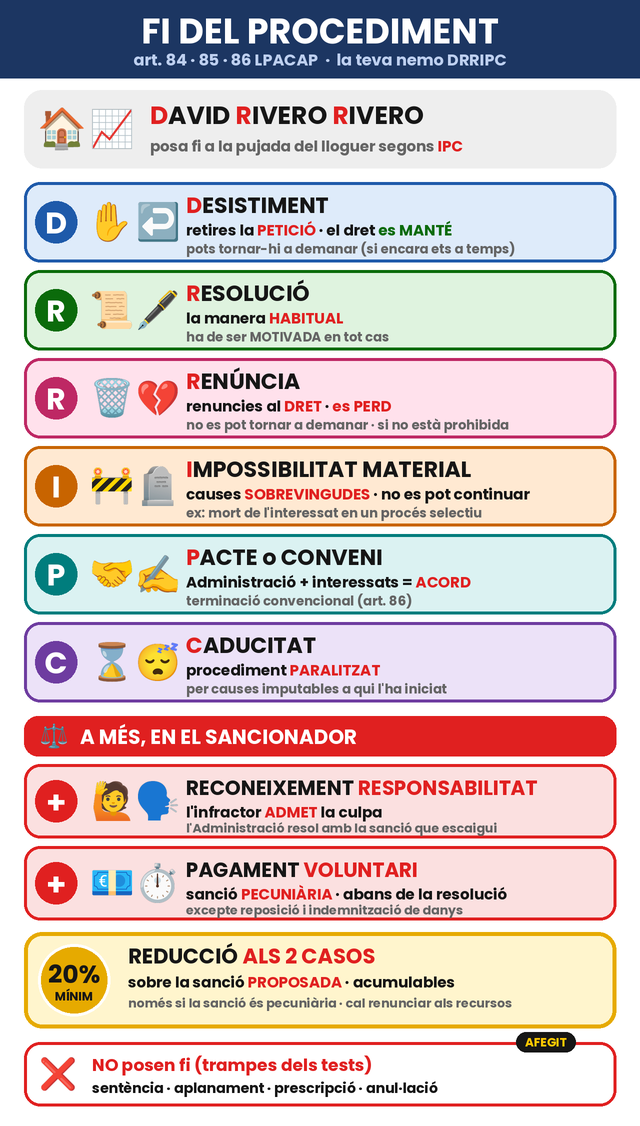 FI DEL PROCEDIMENT
art. 84 · 85 · 86 LPACAP · la teva nemo DRRIPC
DAVID RIVERO RIVERO
posa fi a la pujada del lloguer segons IPC
D
DESISTIMENT
retires la PETICIÓ · el dret es MANTÉ
pots tornar-hi a demanar (si encara ets a temps)
R
RESOLUCIÓ
la manera HABITUAL
ha de ser MOTIVADA en tot cas
R
RENÚNCIA
renuncies al DRET · es PERD
no es pot tornar a demanar · si no està prohibida
I
IMPOSSIBILITAT MATERIAL
causes SOBREVINGUDES · no es pot continuar
ex: mort de l'interessat en un procés selectiu
P
PACTE o CONVENI
Administració + interessats = ACORD
terminació convencional (art. 86)
C
CADUCITAT
procediment PARALITZAT
per causes imputables a qui l'ha iniciat
A MÉS, EN EL SANCIONADOR
+
RECONEIXEMENT RESPONSABILITAT
l'infractor ADMET la culpa
l'Administració resol amb la sanció que escaigui
+
PAGAMENT VOLUNTARI
sanció PECUNIÀRIA · abans de la resolució
excepte reposició i indemnització de danys
20%
MÍNIM
REDUCCIÓ ALS 2 CASOS
sobre la sanció PROPOSADA · acumulables
només si la sanció és pecuniària · cal renunciar als recursos
AFEGIT
NO posen fi (trampes dels tests)
sentència · aplanament · prescripció · anul·lació